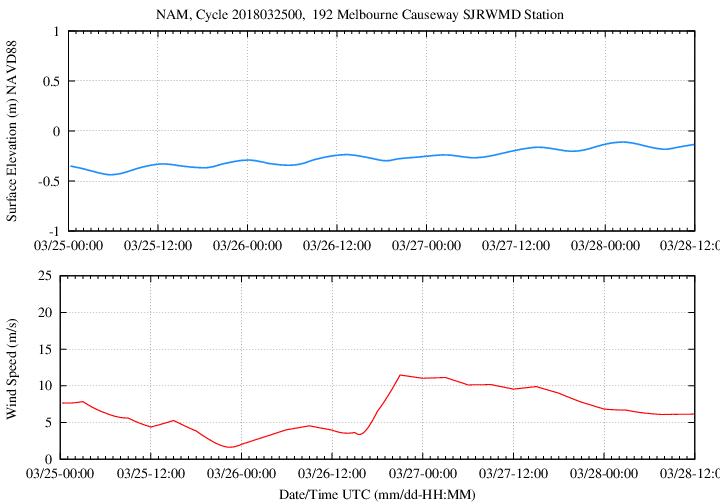 NAM, Cycle 2018032500,  192 Melbourne Causeway SJRWMD Station
Surface Elevation (m) NAVD88
1
0.5
0
-0.5
-1
03/25-00:00 03/25-12:00 03/26-00:00 03/26-12:00 03/27-00:00 03/27-12:00 03/28-00:00 03/28-12:0
Wind Speed (m/s)
25
20
15
10
5
0
03/25-00:00 03/25-12:00 03/26-00:00 03/26-12:00 03/27-00:00 03/27-12:00 03/28-00:00 03/28-12:0
Date/Time UTC (mm/dd-HH:MM)